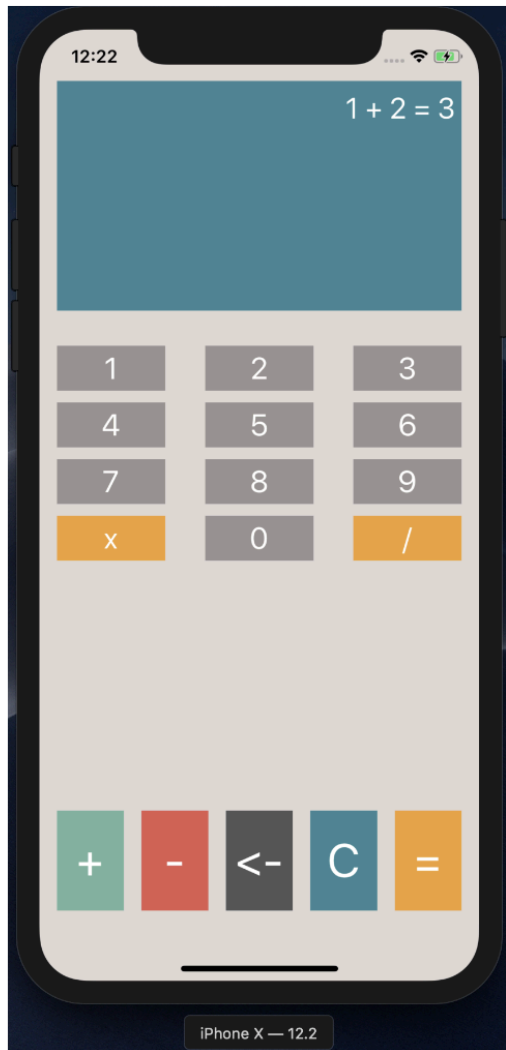 12:22
1 + 2 = 3
1 2 3
4 5 6
7 8 9
x 0 /
+ - <- C =
iPhone X — 12.2